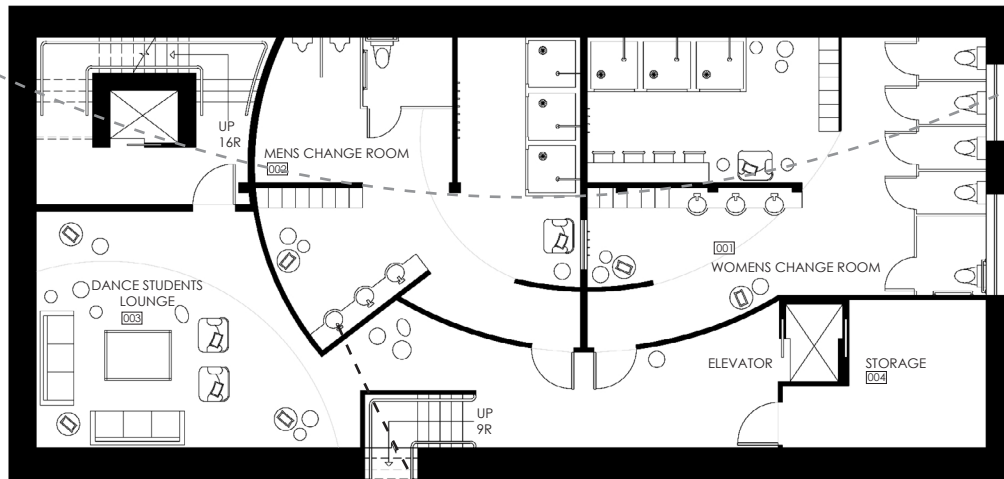 UP
16R
MENS CHANGE ROOM
002
001
WOMENS CHANGE ROOM
DANCE STUDENTS
LOUNGE
003
ELEVATOR
STORAGE
004
UP
9R